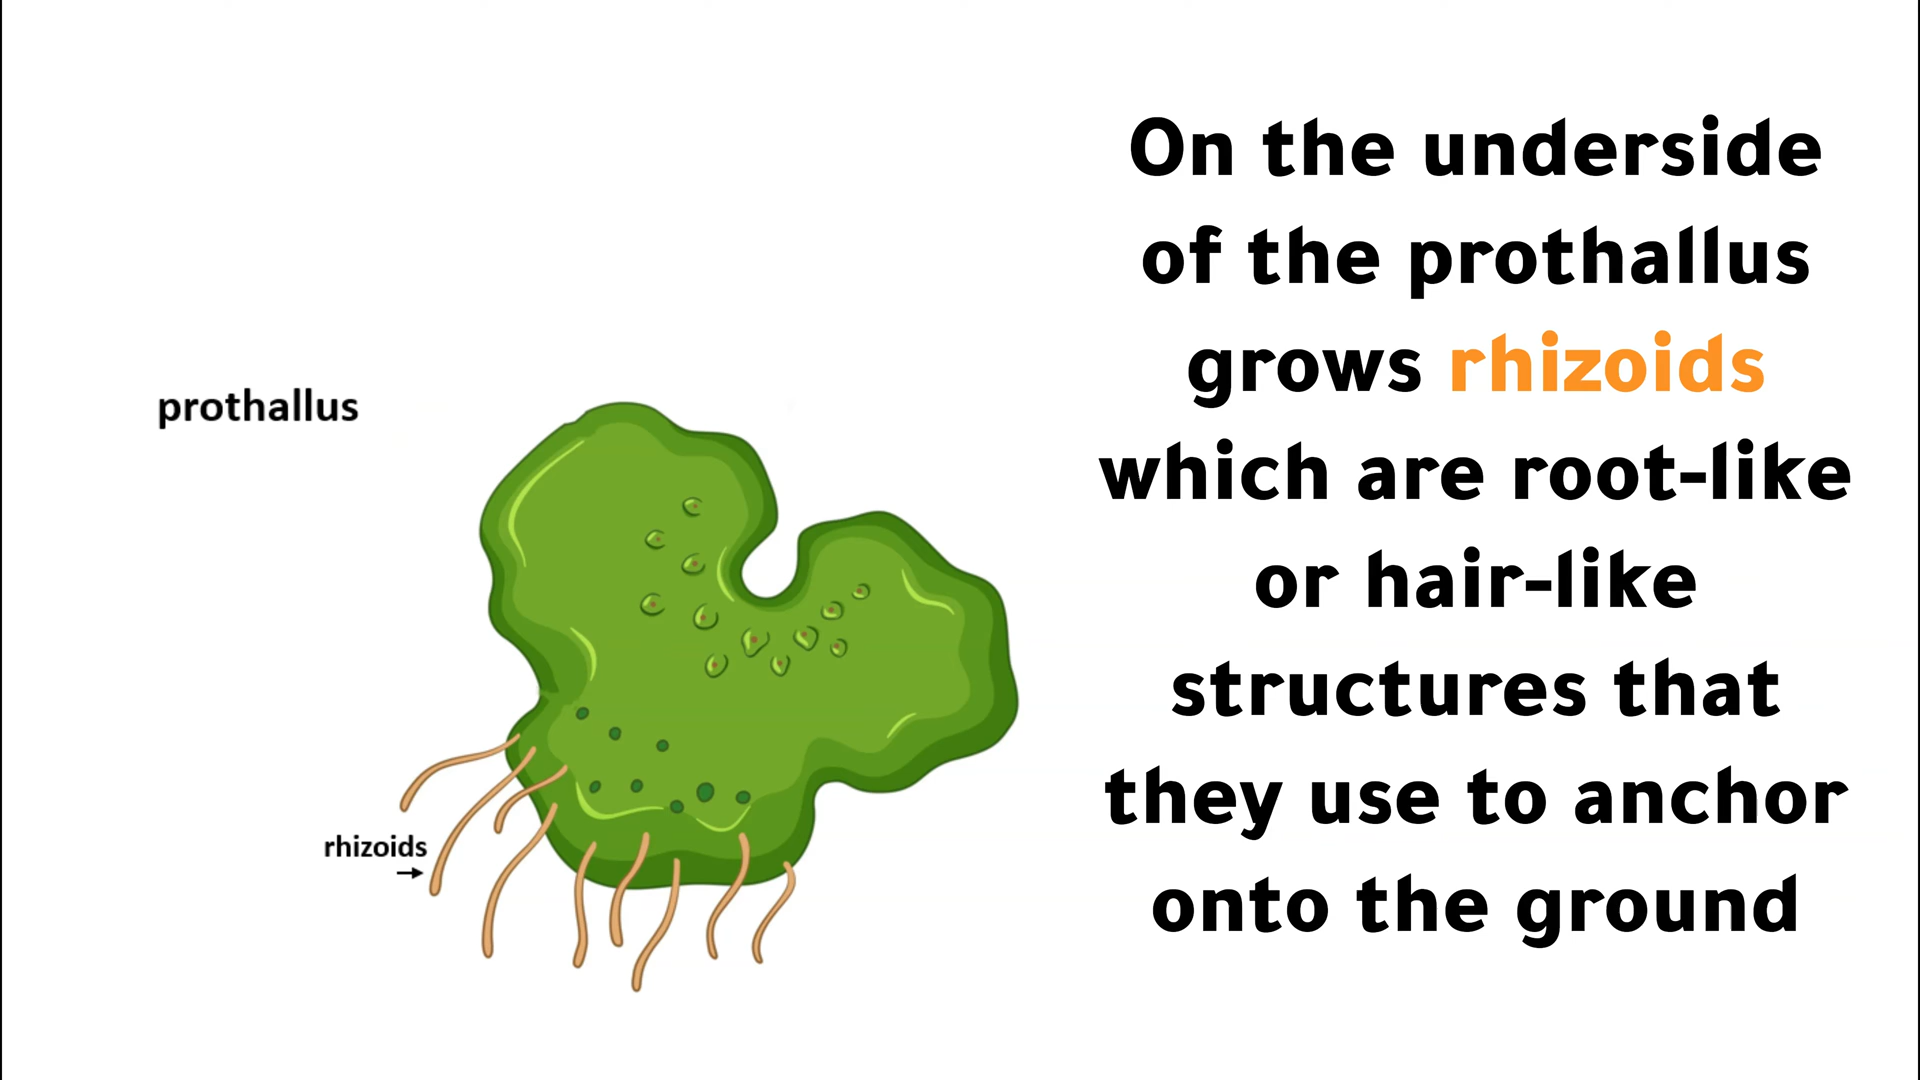 prothallus
rhizoids
On the underside
of the prothallus
grows rhizoids
which are root-like
or hair-like
structures that
they use to anchor
onto the ground